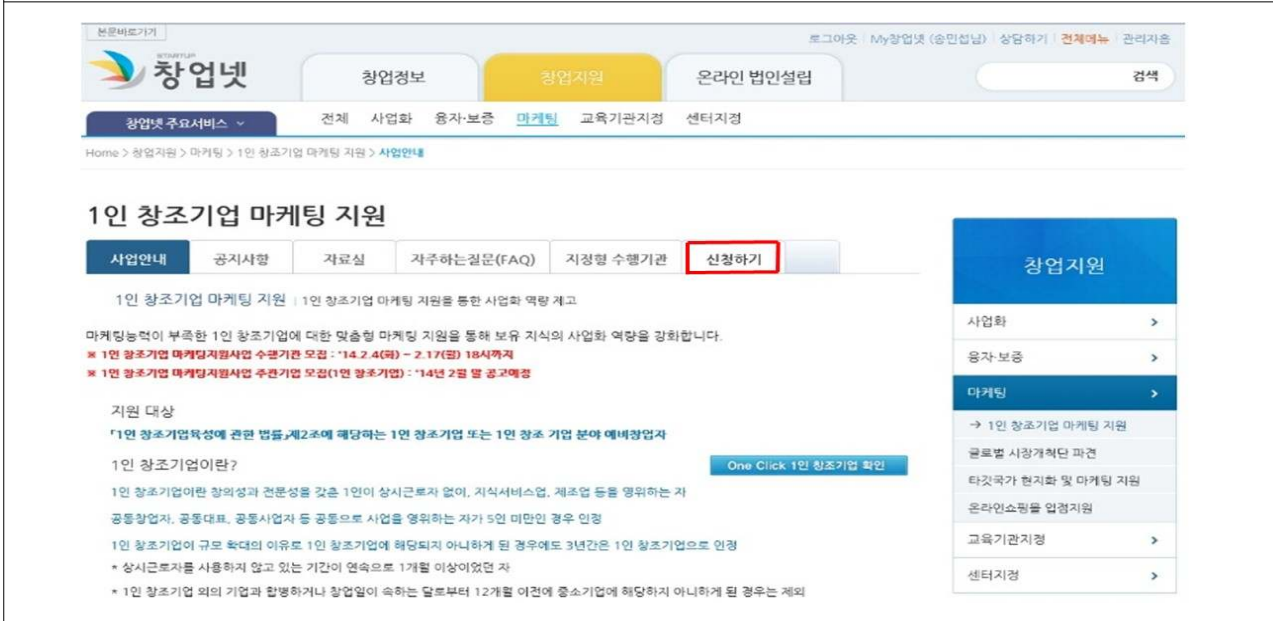 본문바로가기
로그아웃 My창업넷 (송민섭님) 상담하기 전체메뉴 관리자홈
STARTUP
창업넷
창업정보
창업지원
온라인 법인설립
검색
창업넷 주요서비스
전체 사업화 융자·보증 마케팅 교육기관지정 센터지정
Home > 창업지원 > 마케팅 > 1인 창조기업 마케팅 지원 > 사업안내
1인 창조기업 마케팅 지원
사업안내 공지사항 자료실 자주하는질문(FAQ) 지정형 수행기관 신청하기
1인 창조기업 마케팅 지원 | 1인 창조기업 마케팅 지원을 통한 사업화 역량 제고
마케팅능력이 부족한 1인 창조기업에 대한 맞춤형 마케팅 지원을 통해 보유 지식의 사업화 역량을 강화합니다.
※ 1인 창조기업 마케팅지원사업 수행기관 모집 : '14.2.4(화) ~ 2.17(월) 18시까지
※ 1인 창조기업 마케팅지원사업 주관기업 모집(1인 창조기업) : '14년 2월 말 공고예정
지원 대상
「1인 창조기업육성에 관한 법률」제2조에 해당하는 1인 창조기업 또는 1인 창조 기업 분야 예비창업자
1인 창조기업이란?
One Click 1인 창조기업 확인
1인 창조기업이란 창의성과 전문성을 갖춘 1인이 상시근로자 없이, 지식서비스업, 제조업 등을 영위하는 자
공동창업자, 공동대표, 공동사업자 등 공동으로 사업을 영위하는 자가 5인 미만인 경우 인정
1인 창조기업이 규모 확대의 이유로 1인 창조기업에 해당되지 아니하게 된 경우에도 3년간은 1인 창조기업으로 인정
* 상시근로자를 사용하지 않고 있는 기간이 연속으로 1개월 이상이었던 자
* 1인 창조기업 외의 기업과 합병하거나 창업일이 속하는 달로부터 12개월 이전에 중소기업에 해당하지 아니하게 된 경우는 제외
창업지원
사업화
융자·보증
마케팅
→ 1인 창조기업 마케팅 지원
글로벌 시장개척단 파견
타깃국가 현지화 및 마케팅 지원
온라인쇼핑몰 입점지원
교육기관지정
센터지정